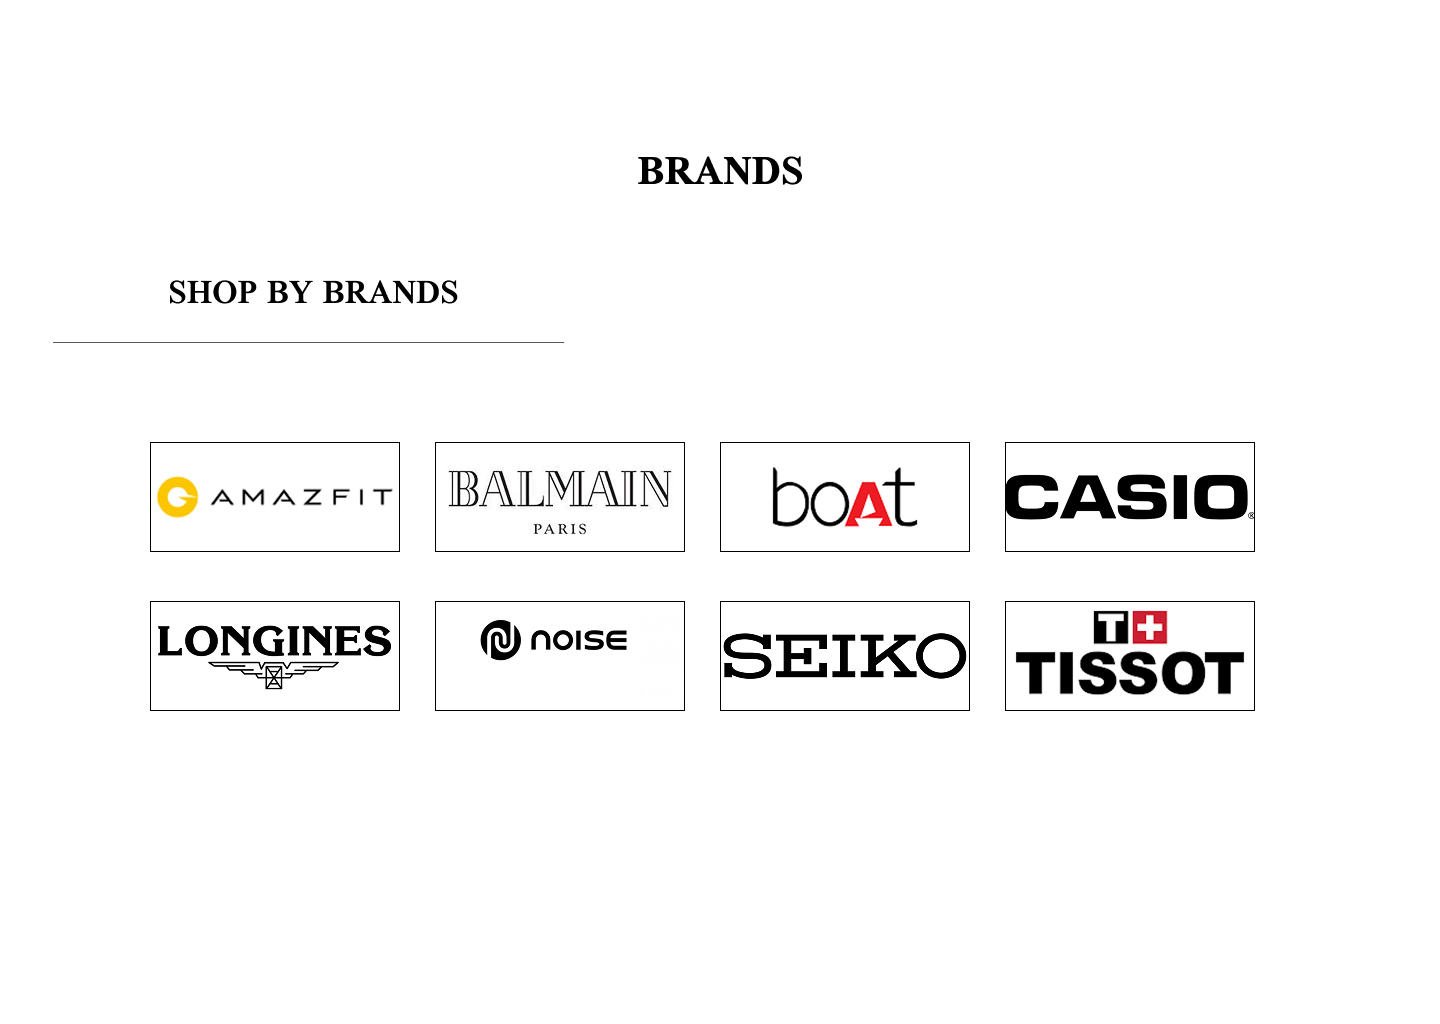 BRANDS
SHOP BY BRANDS
AMAZFIT
BALMAIN
PARIS
boAt
CASIO®
LONGINES
NOISE
SEIKO
T+
TISSOT